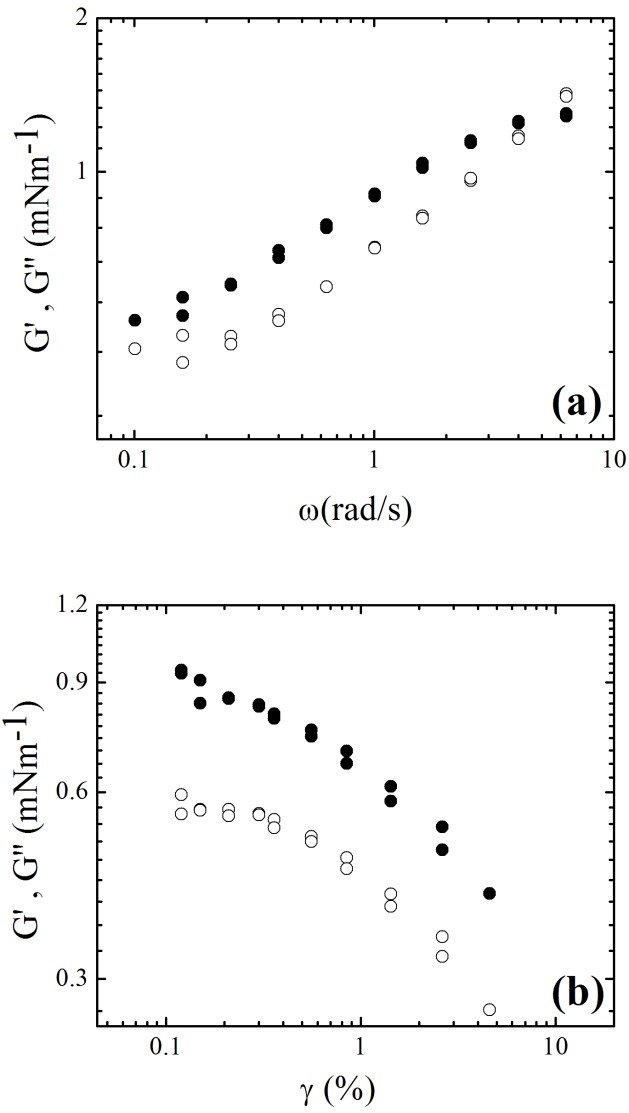 2
1
G' , G" (mNm-1)
(a)
0.1 1 10
ω(rad/s)
1.2
0.9
0.6
0.3
G' , G" (mNm-1)
(b)
0.1 1 10
γ (%)